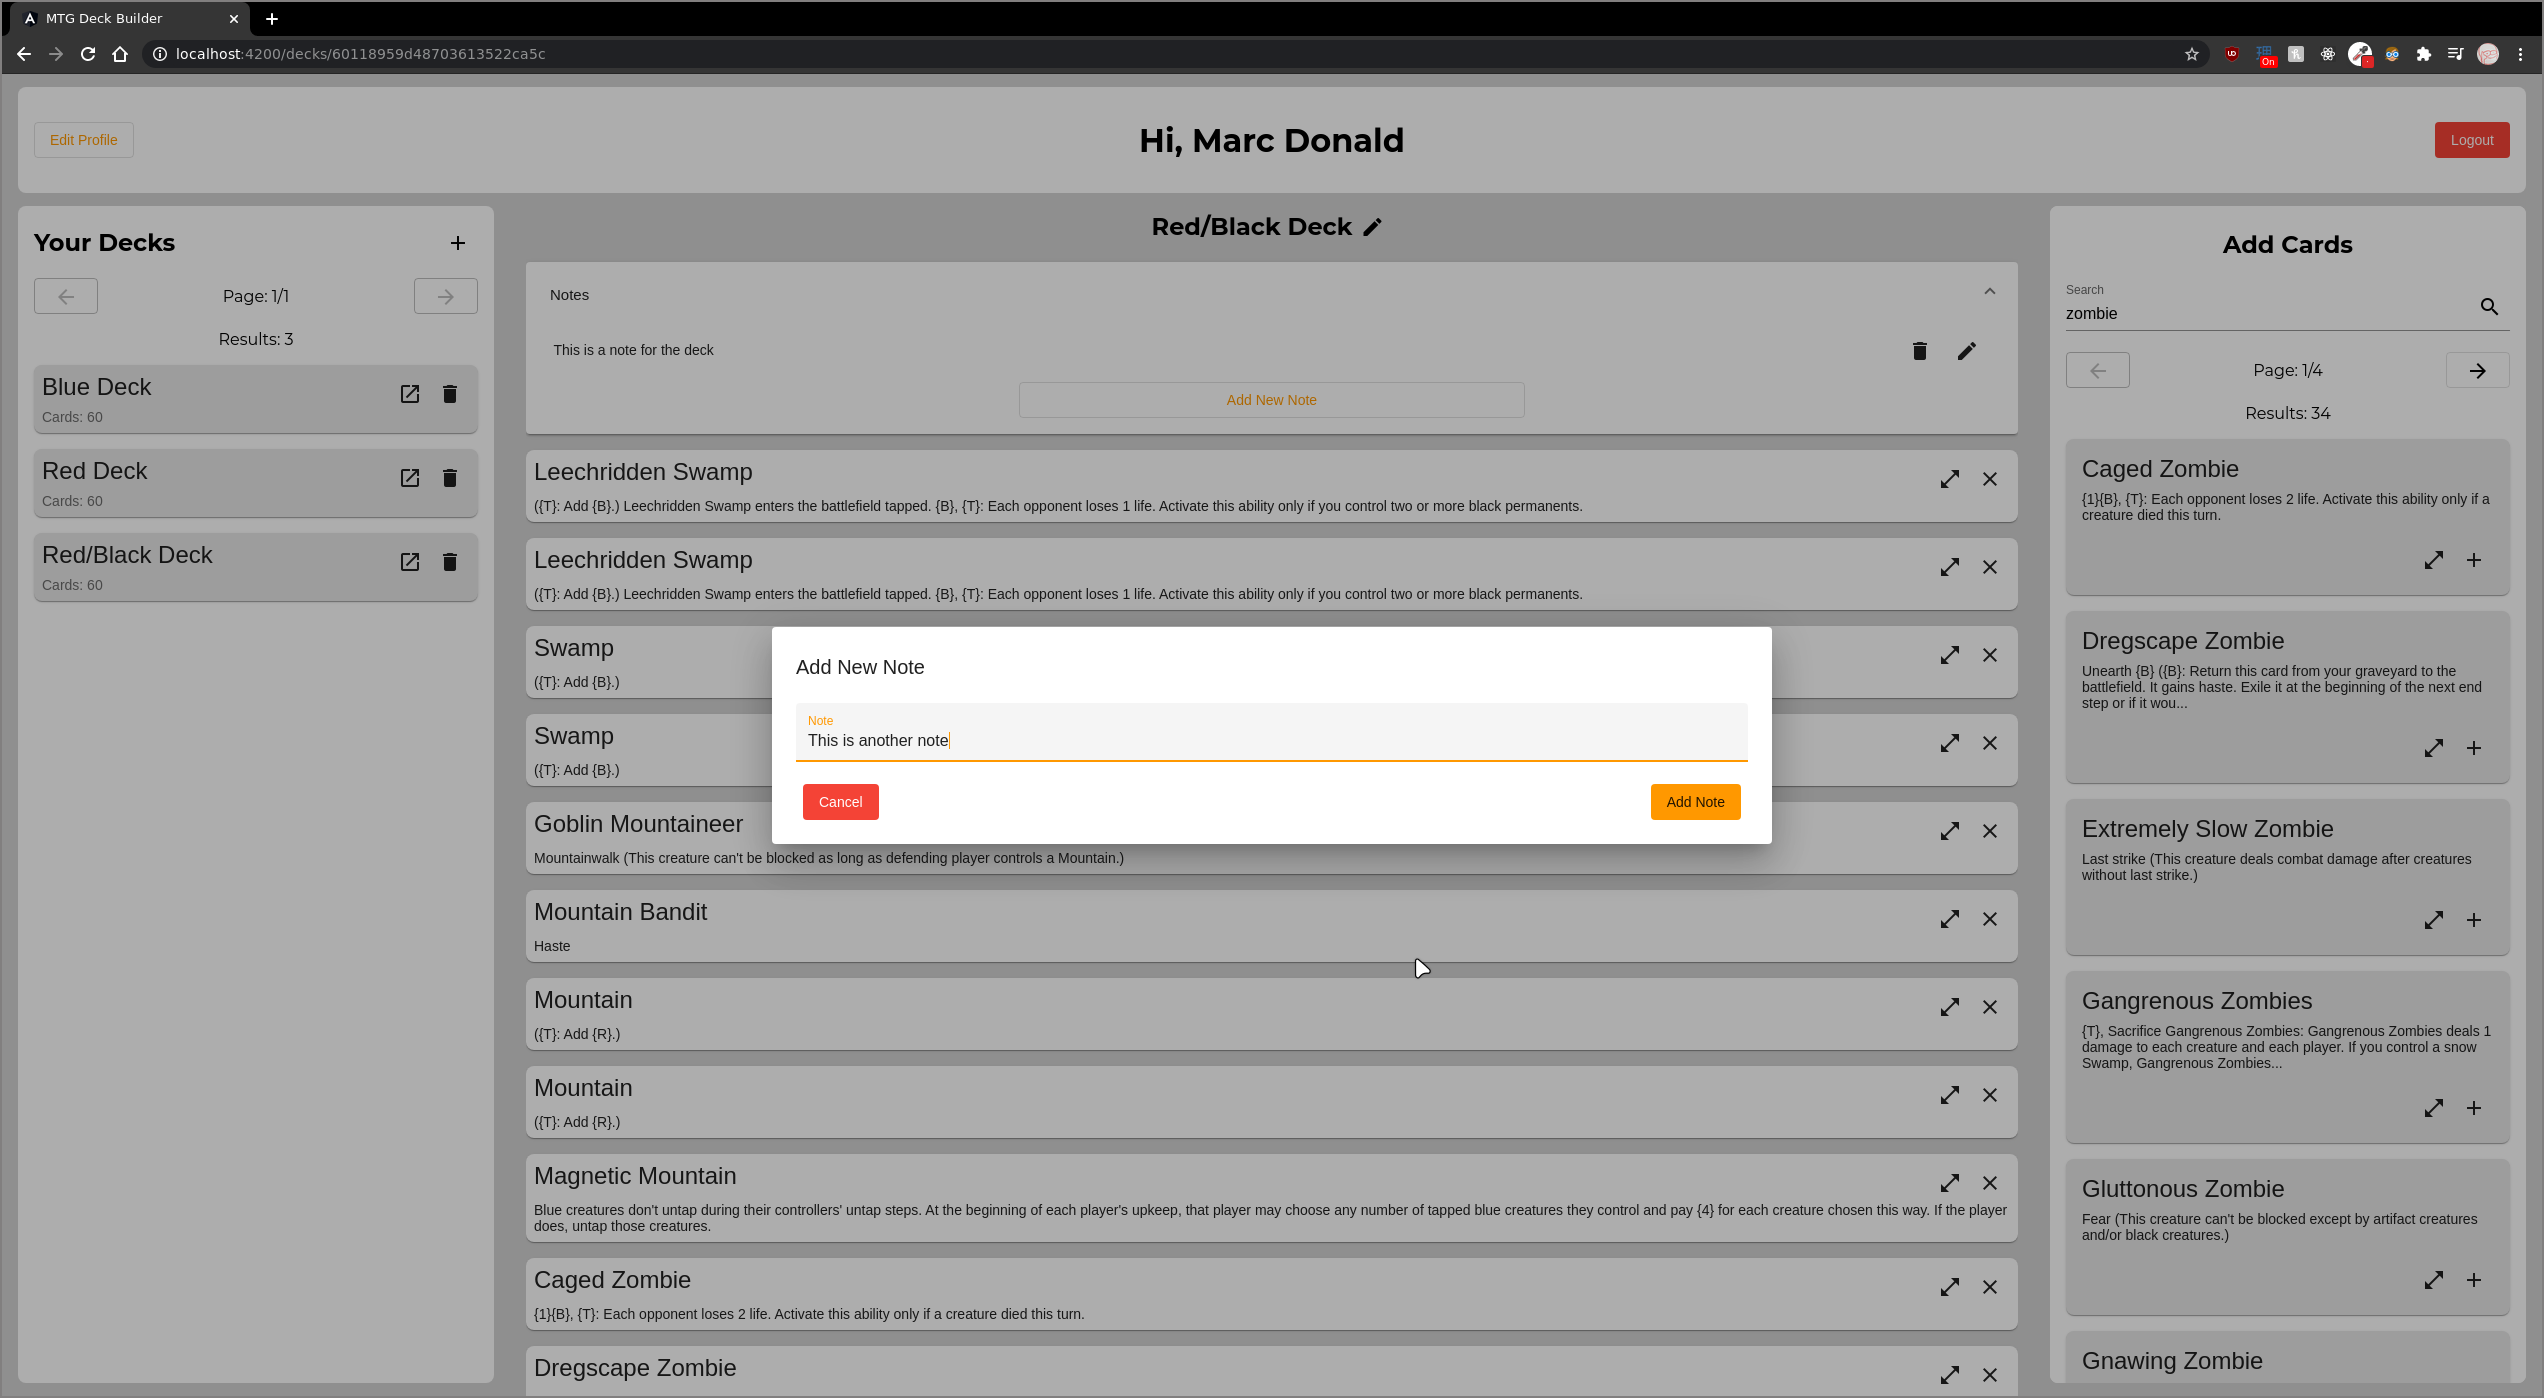 MTG Deck Builder
localhost:4200/decks/60118959d48703613522ca5c
On
Edit Profile
Hi, Marc Donald
Logout
Your Decks
Page: 1/1
Results: 3
Blue Deck
Cards: 60
Red Deck
Cards: 60
Red/Black Deck
Cards: 60
Red/Black Deck
Notes
This is a note for the deck
Add New Note
Leechridden Swamp
({T}: Add {B}.) Leechridden Swamp enters the battlefield tapped. {B}, {T}: Each opponent loses 1 life. Activate this ability only if you control two or more black permanents.
Leechridden Swamp
({T}: Add {B}.) Leechridden Swamp enters the battlefield tapped. {B}, {T}: Each opponent loses 1 life. Activate this ability only if you control two or more black permanents.
Swamp
({T}: Add {B}.)
Swamp
({T}: Add {B}.)
Goblin Mountaineer
Mountainwalk (This creature can't be blocked as long as defending player controls a Mountain.)
Mountain Bandit
Haste
Mountain
({T}: Add {R}.)
Mountain
({T}: Add {R}.)
Magnetic Mountain
Blue creatures don't untap during their controllers' untap steps. At the beginning of each player's upkeep, that player may choose any number of tapped blue creatures they control and pay {4} for each creature chosen this way. If the player
does, untap those creatures.
Caged Zombie
{1}{B}, {T}: Each opponent loses 2 life. Activate this ability only if a creature died this turn.
Dregscape Zombie
Add New Note
Note
This is another note
Cancel
Add Note
Add Cards
Search
zombie
Page: 1/4
Results: 34
Caged Zombie
{1}{B}, {T}: Each opponent loses 2 life. Activate this ability only if a
creature died this turn.
Dregscape Zombie
Unearth {B} ({B}: Return this card from your graveyard to the
battlefield. It gains haste. Exile it at the beginning of the next end
step or if it wou...
Extremely Slow Zombie
Last strike (This creature deals combat damage after creatures
without last strike.)
Gangrenous Zombies
{T}, Sacrifice Gangrenous Zombies: Gangrenous Zombies deals 1
damage to each creature and each player. If you control a snow
Swamp, Gangrenous Zombies...
Gluttonous Zombie
Fear (This creature can't be blocked except by artifact creatures
and/or black creatures.)
Gnawing Zombie